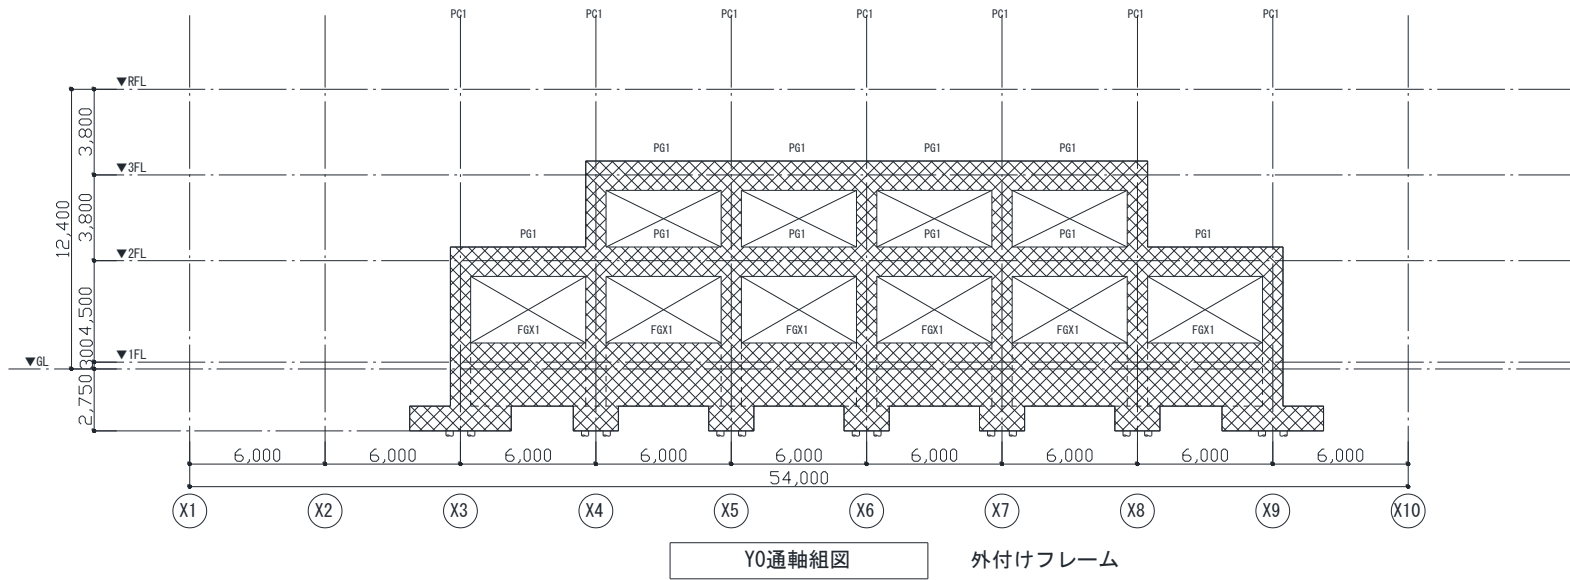 PC1 PC1 PC1 PC1 PC1 PC1 PC1
▼RFL
3,800
PG1 PG1 PG1 PG1
▼3FL
12,400
3,800
PG1 PG1 PG1 PG1 PG1 PG1
▼2FL
4,500
FGX1 FGX1 FGX1 FGX1 FGX1 FGX1
▼1FL
300
▼GL
2,750
6,000 6,000 6,000 6,000 6,000 6,000 6,000 6,000 6,000
54,000
X1 X2 X3 X4 X5 X6 X7 X8 X9 X10
Y0通軸組図 外付けフレーム